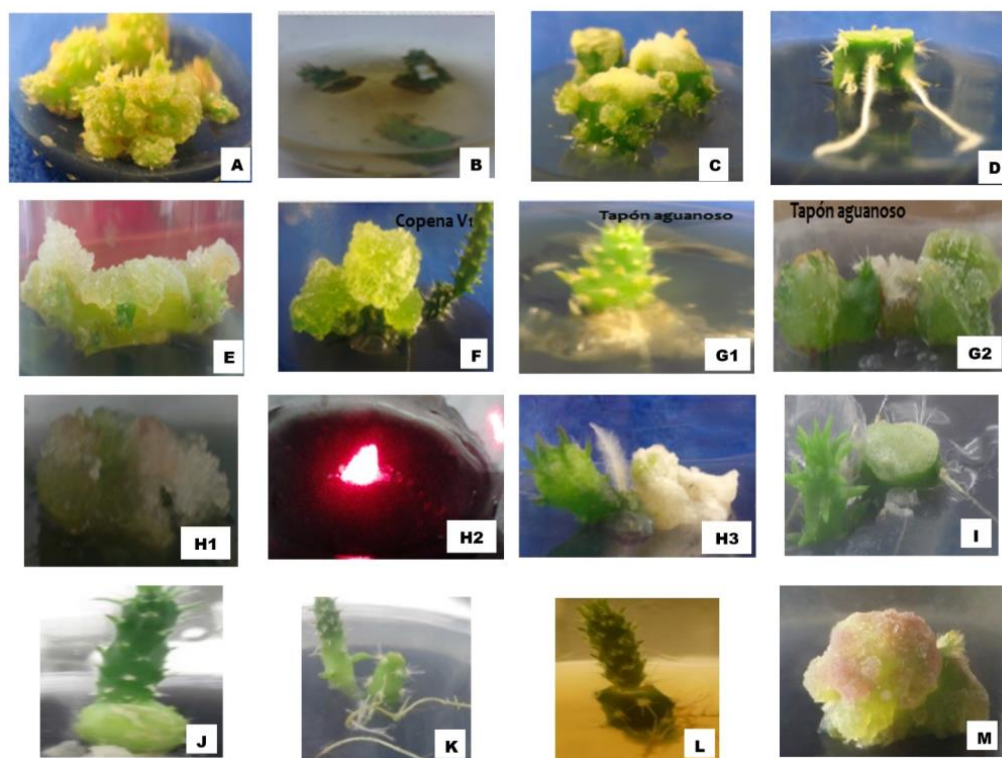 A
B
C
D
E
Copena V1
F
Tapón aguanoso
G1
Tapón aguanoso
G2
H1
H2
H3
I
J
K
L
M